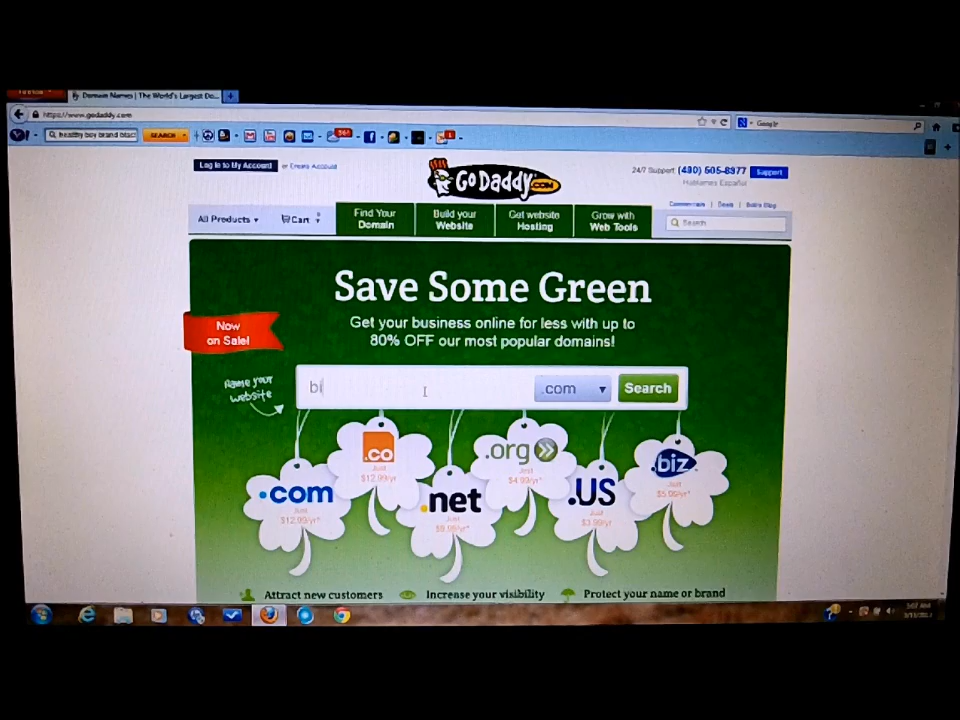 Domain Names | The World's Largest Do...
https://www.godaddy.com
Google
healthy boy brand blac
SEARCH
Log In to My Account or Create Account
GODADDY.COM
24/7 Support: (480) 505-8877 Support
Hablamos Español
Commercials | Deals | Bob's Blog
All Products
Cart 0
Find Your Domain
Build your Website
Get website Hosting
Grow with Web Tools
Search
Save Some Green
Now
on Sale!
Get your business online for less with up to
80% OFF our most popular domains!
Name your
website
bi
.com
Search
.com
Just
$12.99/yr*
.co
Just
$12.99/yr
.net
Just
$9.99/yr*
.org
Just
$4.99/yr*
.US
Just
$3.99/yr*
.biz
Just
$5.99/yr*
Attract new customers
Increase your visibility
Protect your name or brand